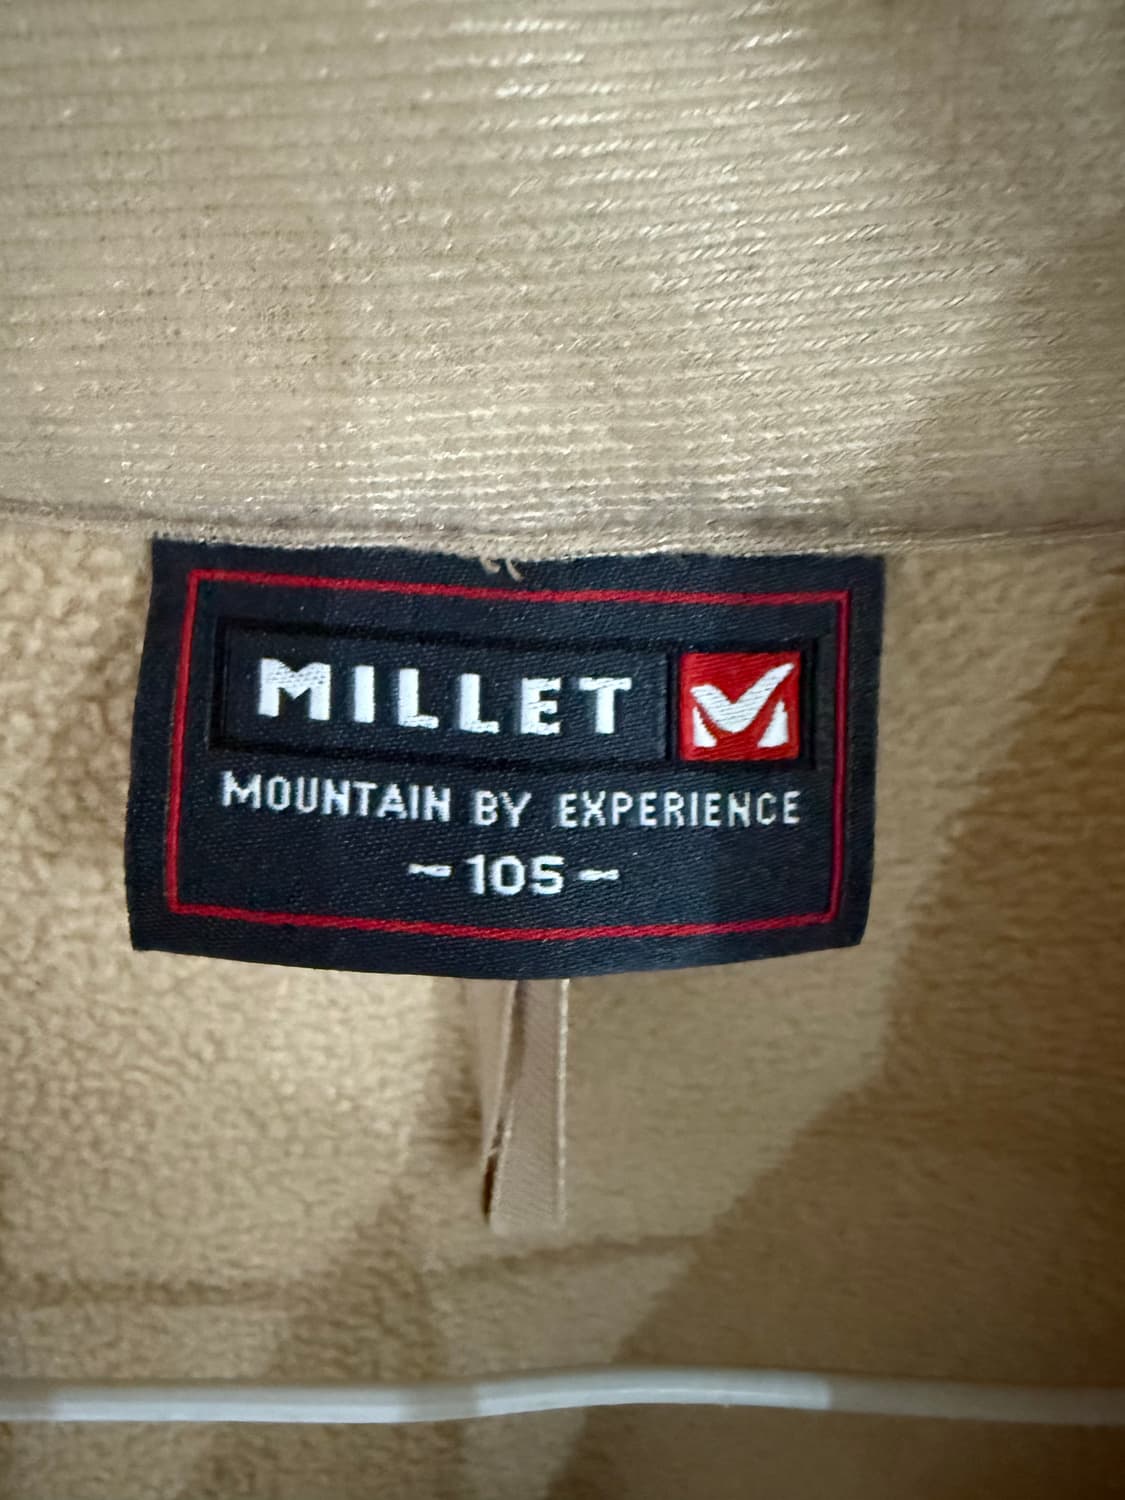 MILLET
MOUNTAIN BY EXPERIENCE
~105~